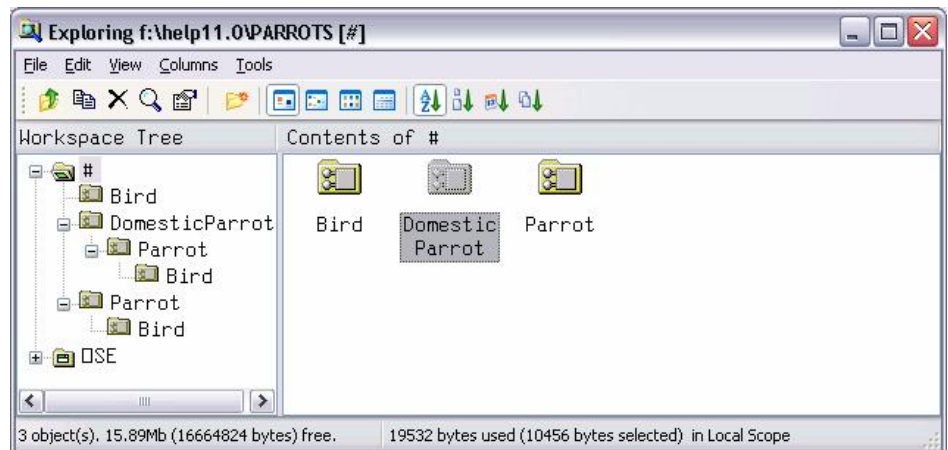 Exploring f:\help11.0\PARROTS [#]
File Edit View Columns Tools
Workspace Tree
Contents of #
#
Bird
DomesticParrot
Parrot
Bird
Parrot
Bird
⎕SE
Bird
Domestic
Parrot
Parrot
3 object(s). 15.89Mb (16664824 bytes) free.
19532 bytes used (10456 bytes selected) in Local Scope